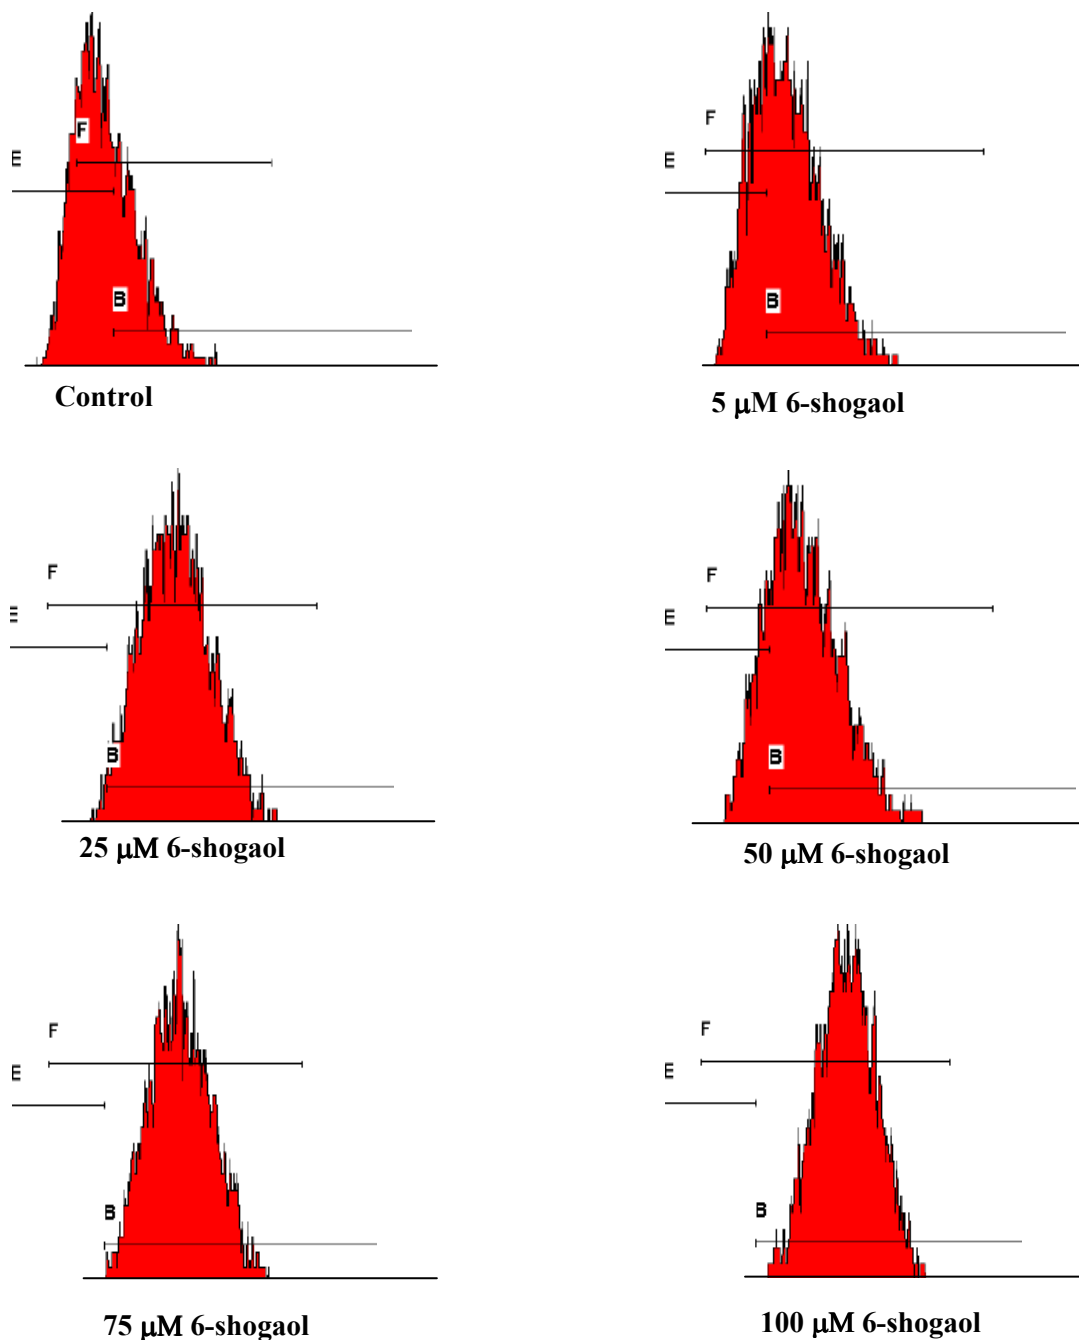 F
E
B
Control
F
E
B
5 μM 6-shogaol
F
E
B
25 μM 6-shogaol
F
E
B
50 μM 6-shogaol
F
E
B
75 μM 6-shogaol
F
E
B
100 μM 6-shogaol